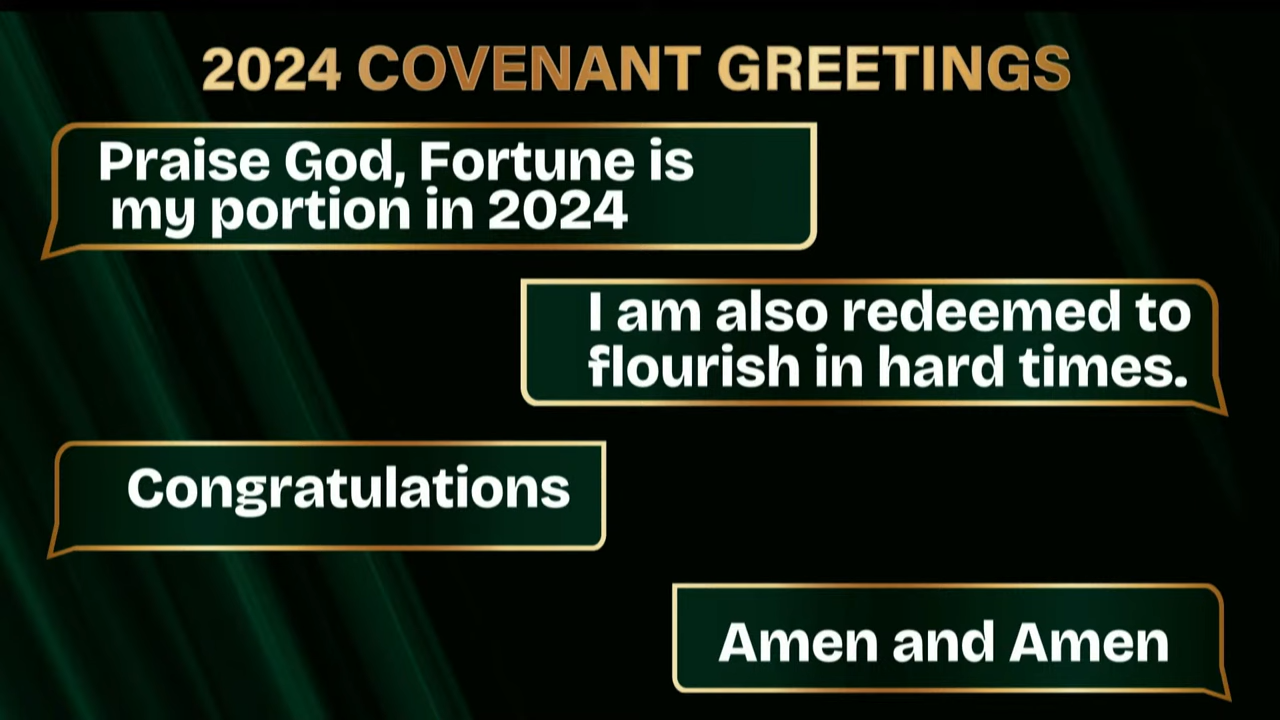 2024 COVENANT GREETINGS
Praise God, Fortune is
my portion in 2024
I am also redeemed to
flourish in hard times.
Congratulations
Amen and Amen